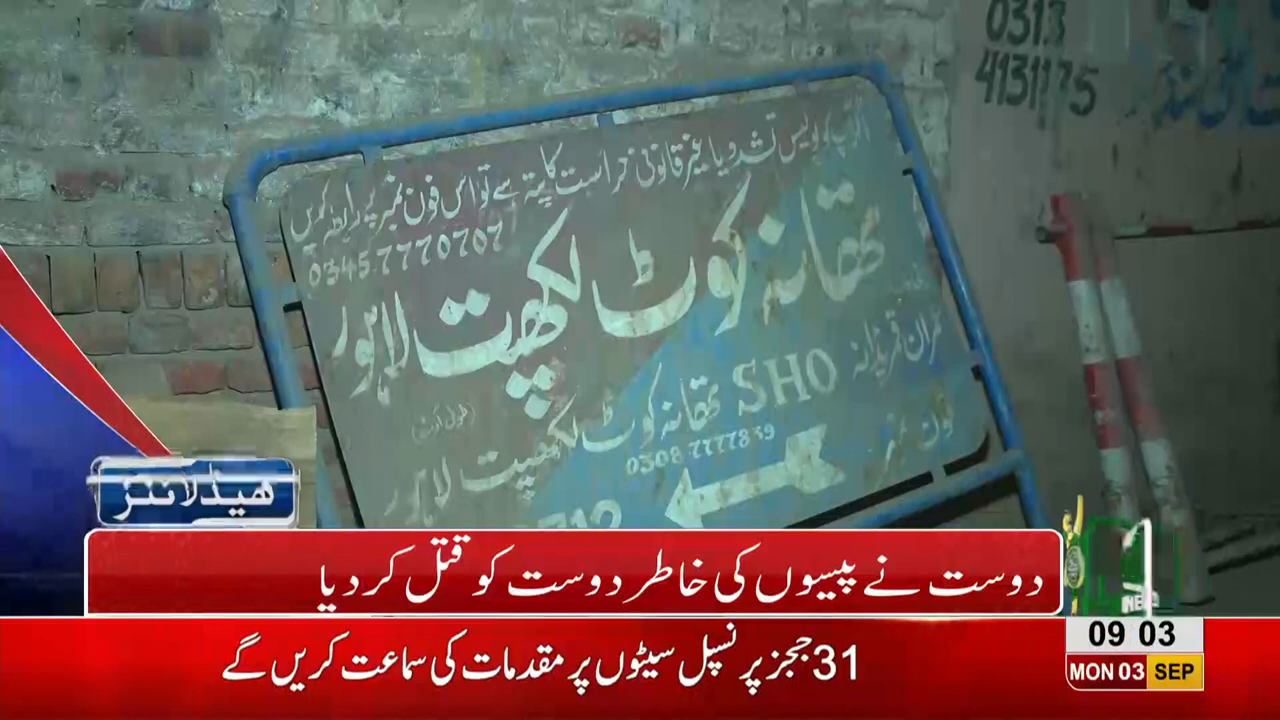 0313
4131175
پولیس تشدد یا غیر قانونی حراست کا پتہ ہے تو اس فون نمبر پر رابطہ کریں
0345-7770707
تھانہ کوٹ لکھپت لاہور
SHO تھانہ کوٹ لکھپت لاہور
0308-7777839
فون نمبر
ہیڈلائنز
دوست نے پیسوں کی خاطر دوست کو قتل کر دیا
31 ججز پرنسپل سیٹوں پر مقدمات کی سماعت کریں گے
09 03
MON 03 SEP